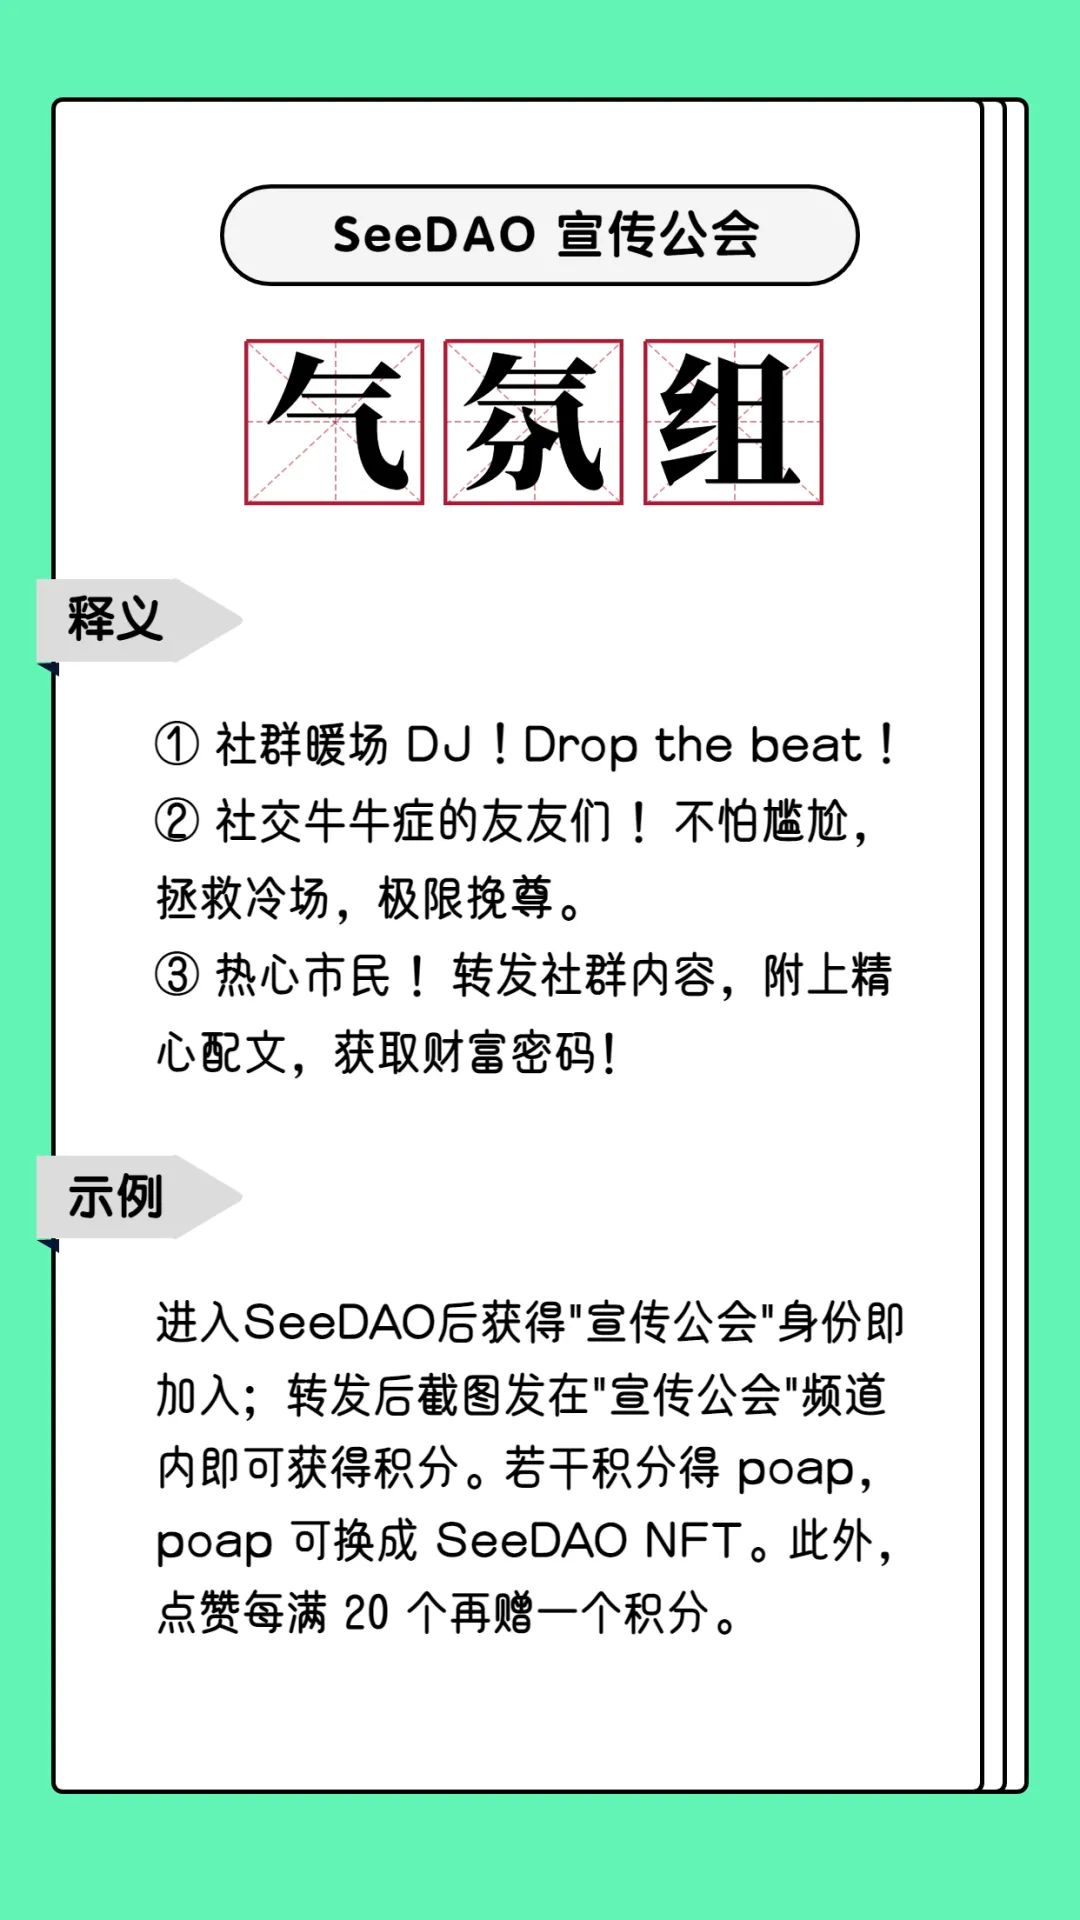 SeeDAO 宣传公会
气氛组
释义
① 社群暖场 DJ！Drop the beat！
② 社交牛牛症的友友们！不怕尴尬，
拯救冷场，极限挽尊。
③ 热心市民！转发社群内容，附上精
心配文，获取财富密码！
示例
进入SeeDAO后获得"宣传公会"身份即
加入；转发后截图发在"宣传公会"频道
内即可获得积分。若干积分得 poap，
poap 可换成 SeeDAO NFT。此外，
点赞每满 20 个再赠一个积分。